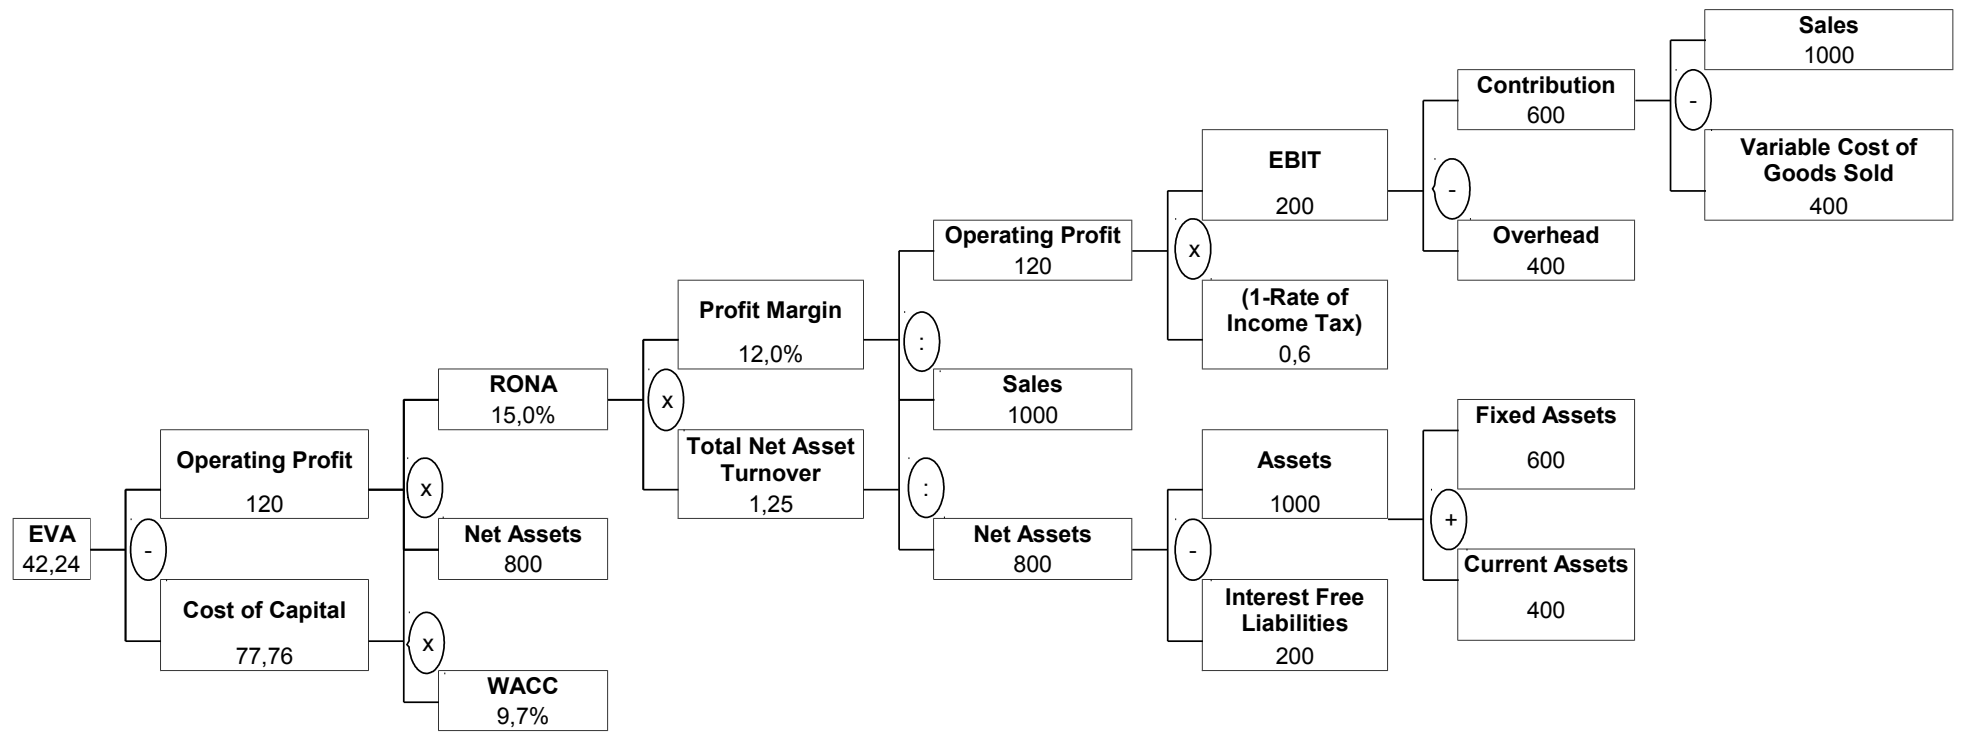 Sales
1000
-
Variable Cost of
Goods Sold
400
Contribution
600
-
Overhead
400
EBIT
200
x
(1-Rate of
Income Tax)
0,6
Operating Profit
120
:
Sales
1000
:
Net Assets
800
Assets
1000
-
Interest Free
Liabilities
200
Fixed Assets
600
+
Current Assets
400
Profit Margin
12,0%
x
Total Net Asset
Turnover
1,25
RONA
15,0%
x
Net Assets
800
x
WACC
9,7%
Operating Profit
120
-
Cost of Capital
77,76
EVA
42,24